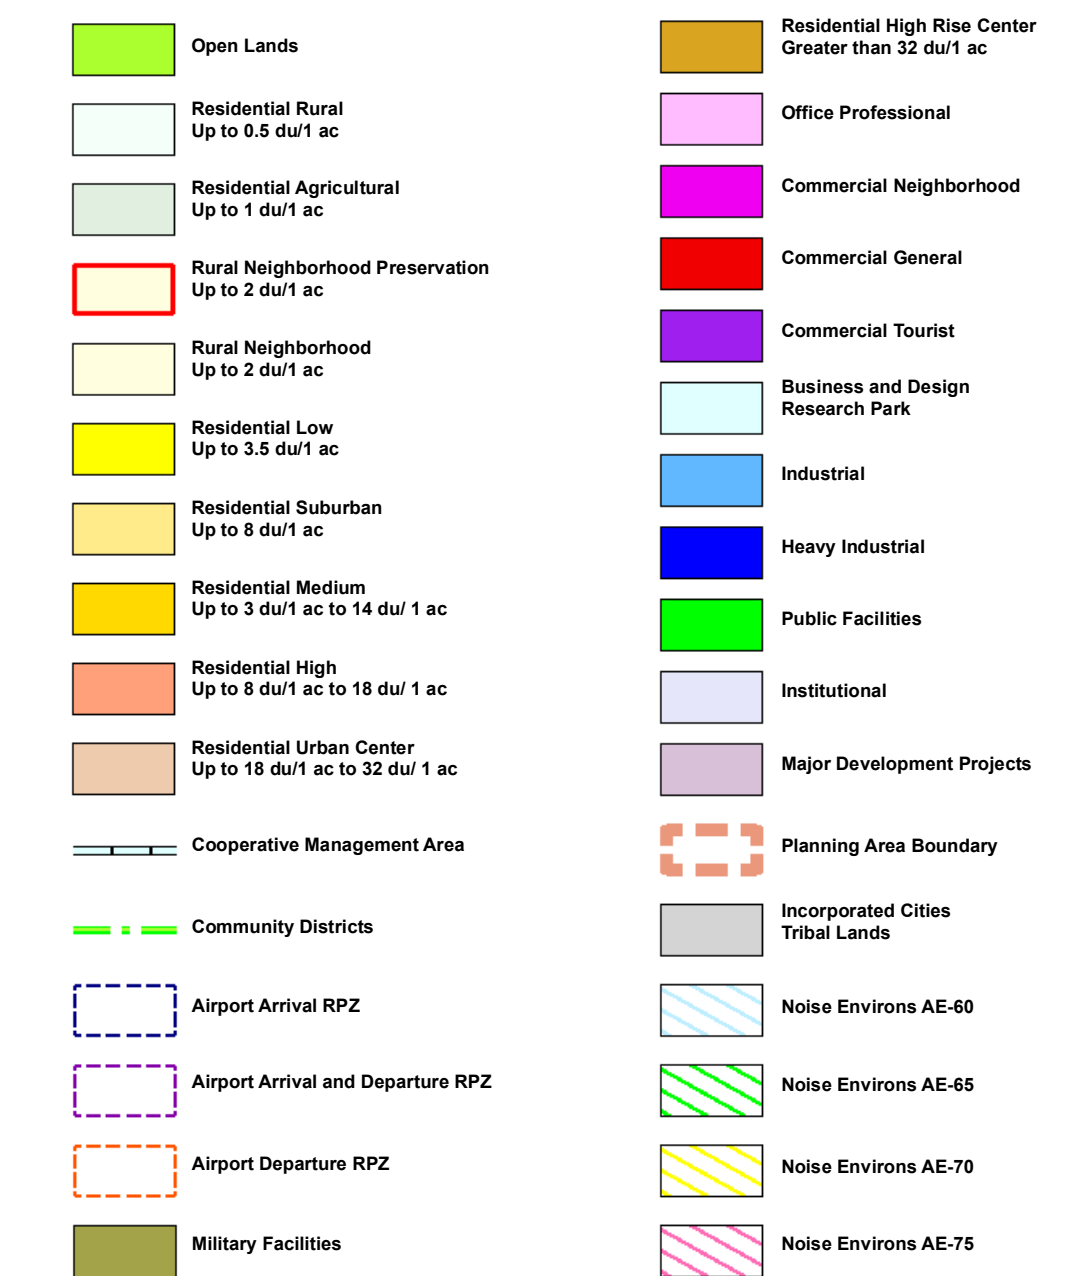 Open Lands
Residential Rural
Up to 0.5 du/1 ac
Residential Agricultural
Up to 1 du/1 ac
Rural Neighborhood Preservation
Up to 2 du/1 ac
Rural Neighborhood
Up to 2 du/1 ac
Residential Low
Up to 3.5 du/1 ac
Residential Suburban
Up to 8 du/1 ac
Residential Medium
Up to 3 du/1 ac to 14 du/ 1 ac
Residential High
Up to 8 du/1 ac to 18 du/ 1 ac
Residential Urban Center
Up to 18 du/1 ac to 32 du/ 1 ac
Cooperative Management Area
Community Districts
Airport Arrival RPZ
Airport Arrival and Departure RPZ
Airport Departure RPZ
Military Facilities
Residential High Rise Center
Greater than 32 du/1 ac
Office Professional
Commercial Neighborhood
Commercial General
Commercial Tourist
Business and Design
Research Park
Industrial
Heavy Industrial
Public Facilities
Institutional
Major Development Projects
Planning Area Boundary
Incorporated Cities
Tribal Lands
Noise Environs AE-60
Noise Environs AE-65
Noise Environs AE-70
Noise Environs AE-75